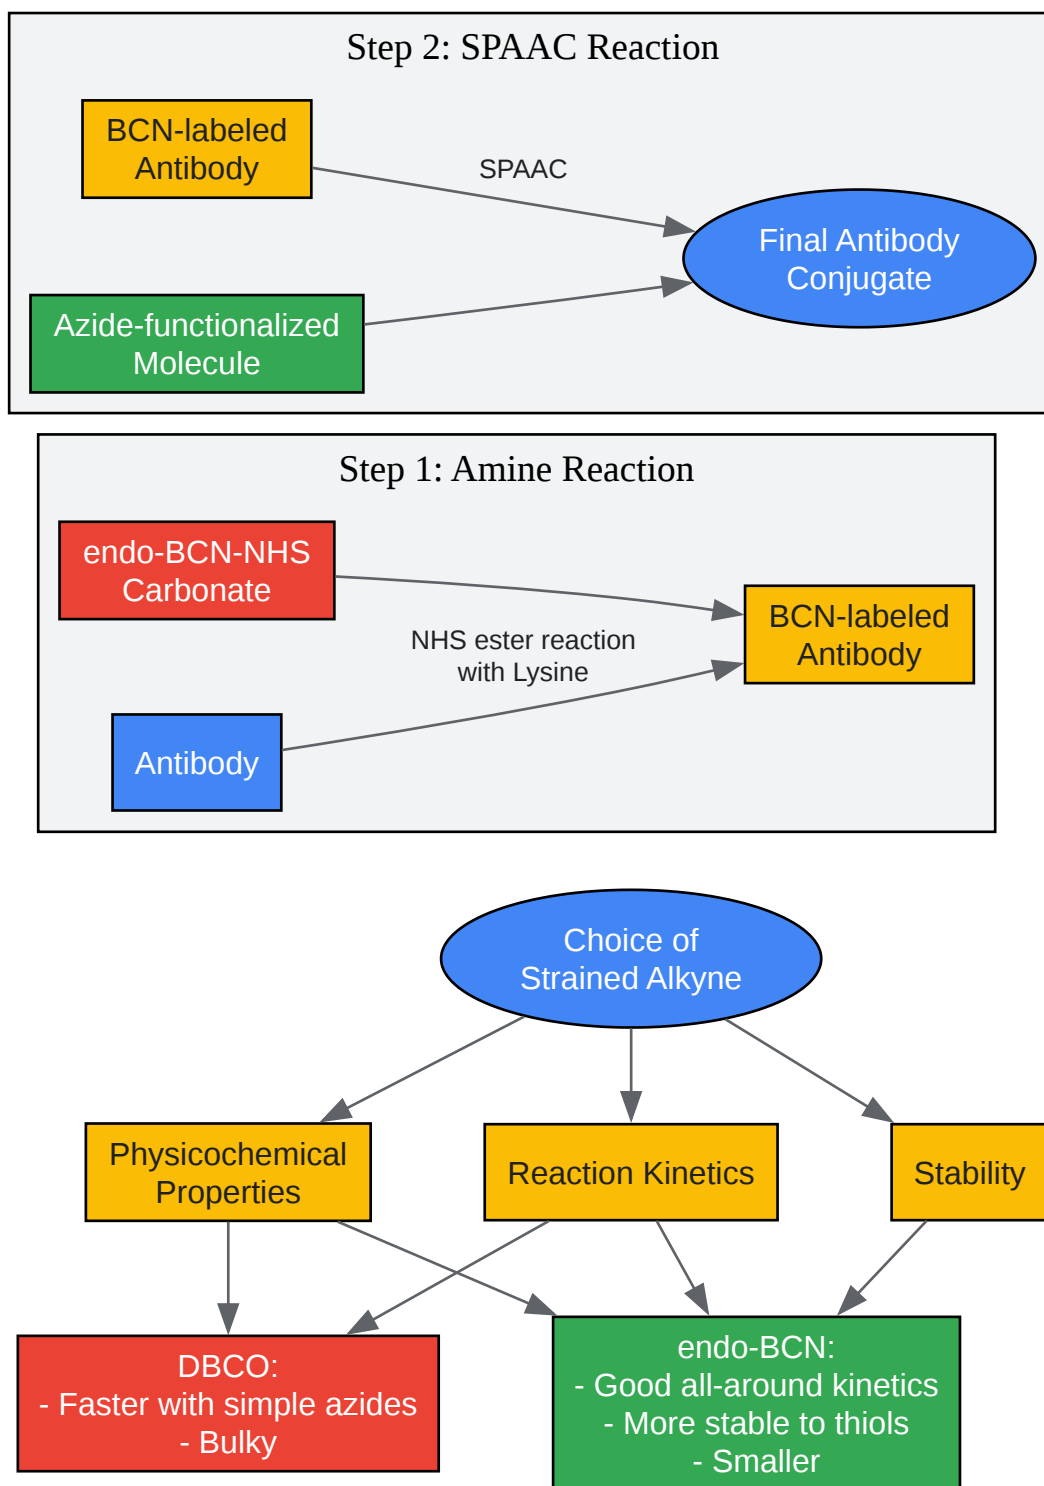 Step 2: SPAAC Reaction
BCN-labeled
Antibody
SPAAC
Final Antibody
Conjugate
Azide-functionalized
Molecule
Step 1: Amine Reaction
endo-BCN-NHS
Carbonate
NHS ester reaction
with Lysine
BCN-labeled
Antibody
Antibody
Choice of
Strained Alkyne
Physicochemical
Properties
Reaction Kinetics
Stability
DBCO:
- Faster with simple azides
- Bulky
endo-BCN:
- Good all-around kinetics
- More stable to thiols
- Smaller